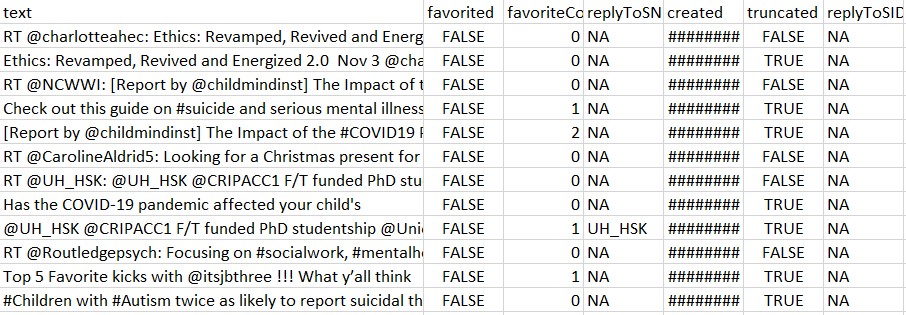 text favorited favoriteCo replyToSN created truncated replyToSID
RT @charlotteahec: Ethics: Revamped, Revived and Energ FALSE 0 NA ######## FALSE NA
Ethics: Revamped, Revived and Energized 2.0 Nov 3 @cha FALSE 0 NA ######## TRUE NA
RT @NCWWI: [Report by @childmindinst] The Impact of t FALSE 0 NA ######## FALSE NA
Check out this guide on #suicide and serious mental illness FALSE 1 NA ######## TRUE NA
[Report by @childmindinst] The Impact of the #COVID19 P FALSE 2 NA ######## TRUE NA
RT @CarolineAldrid5: Looking for a Christmas present for FALSE 0 NA ######## FALSE NA
RT @UH_HSK: @UH_HSK @CRIPACC1 F/T funded PhD stu FALSE 0 NA ######## FALSE NA
Has the COVID-19 pandemic affected your child's FALSE 0 NA ######## TRUE NA
@UH_HSK @CRIPACC1 F/T funded PhD studentship @Uni FALSE 1 UH_HSK ######## TRUE NA
RT @Routledgepsych: Focusing on #socialwork, #mentalh FALSE 0 NA ######## FALSE NA
Top 5 Favorite kicks with @itsjbthree !!! What y’all think FALSE 1 NA ######## TRUE NA
#Children with #Autism twice as likely to report suicidal th FALSE 0 NA ######## TRUE NA